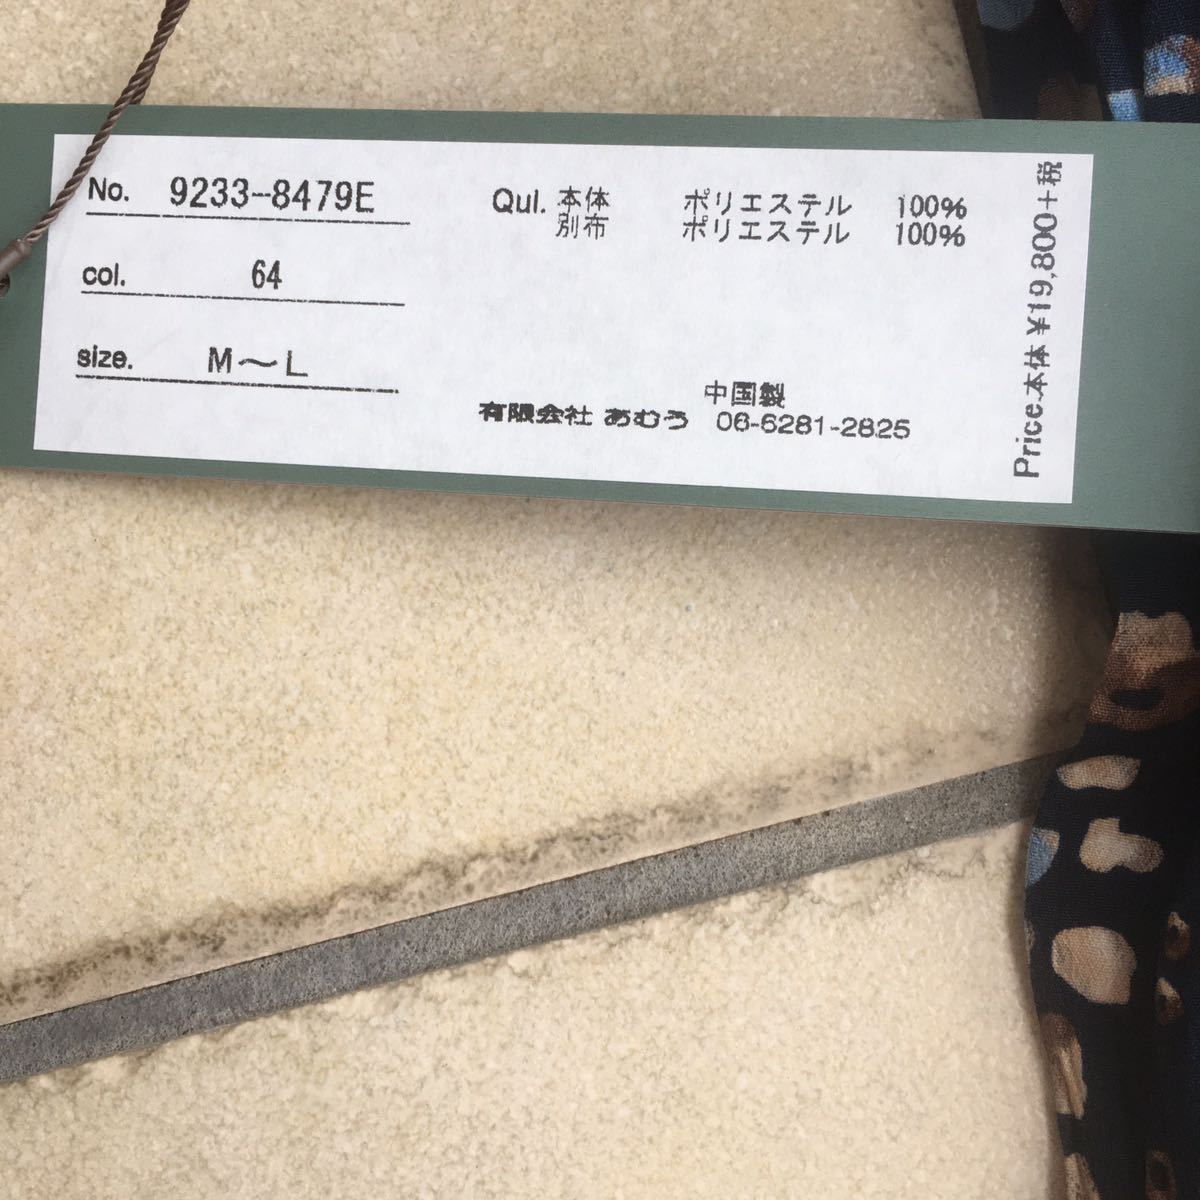 No. 9233-8479E
col. 64
size. M〜L
Qul. 本体 ポリエステル 100%
別布 ポリエステル 100%
中国製
有限会社 あむう 06-6281-2825
Price.本体 ¥19,800+税